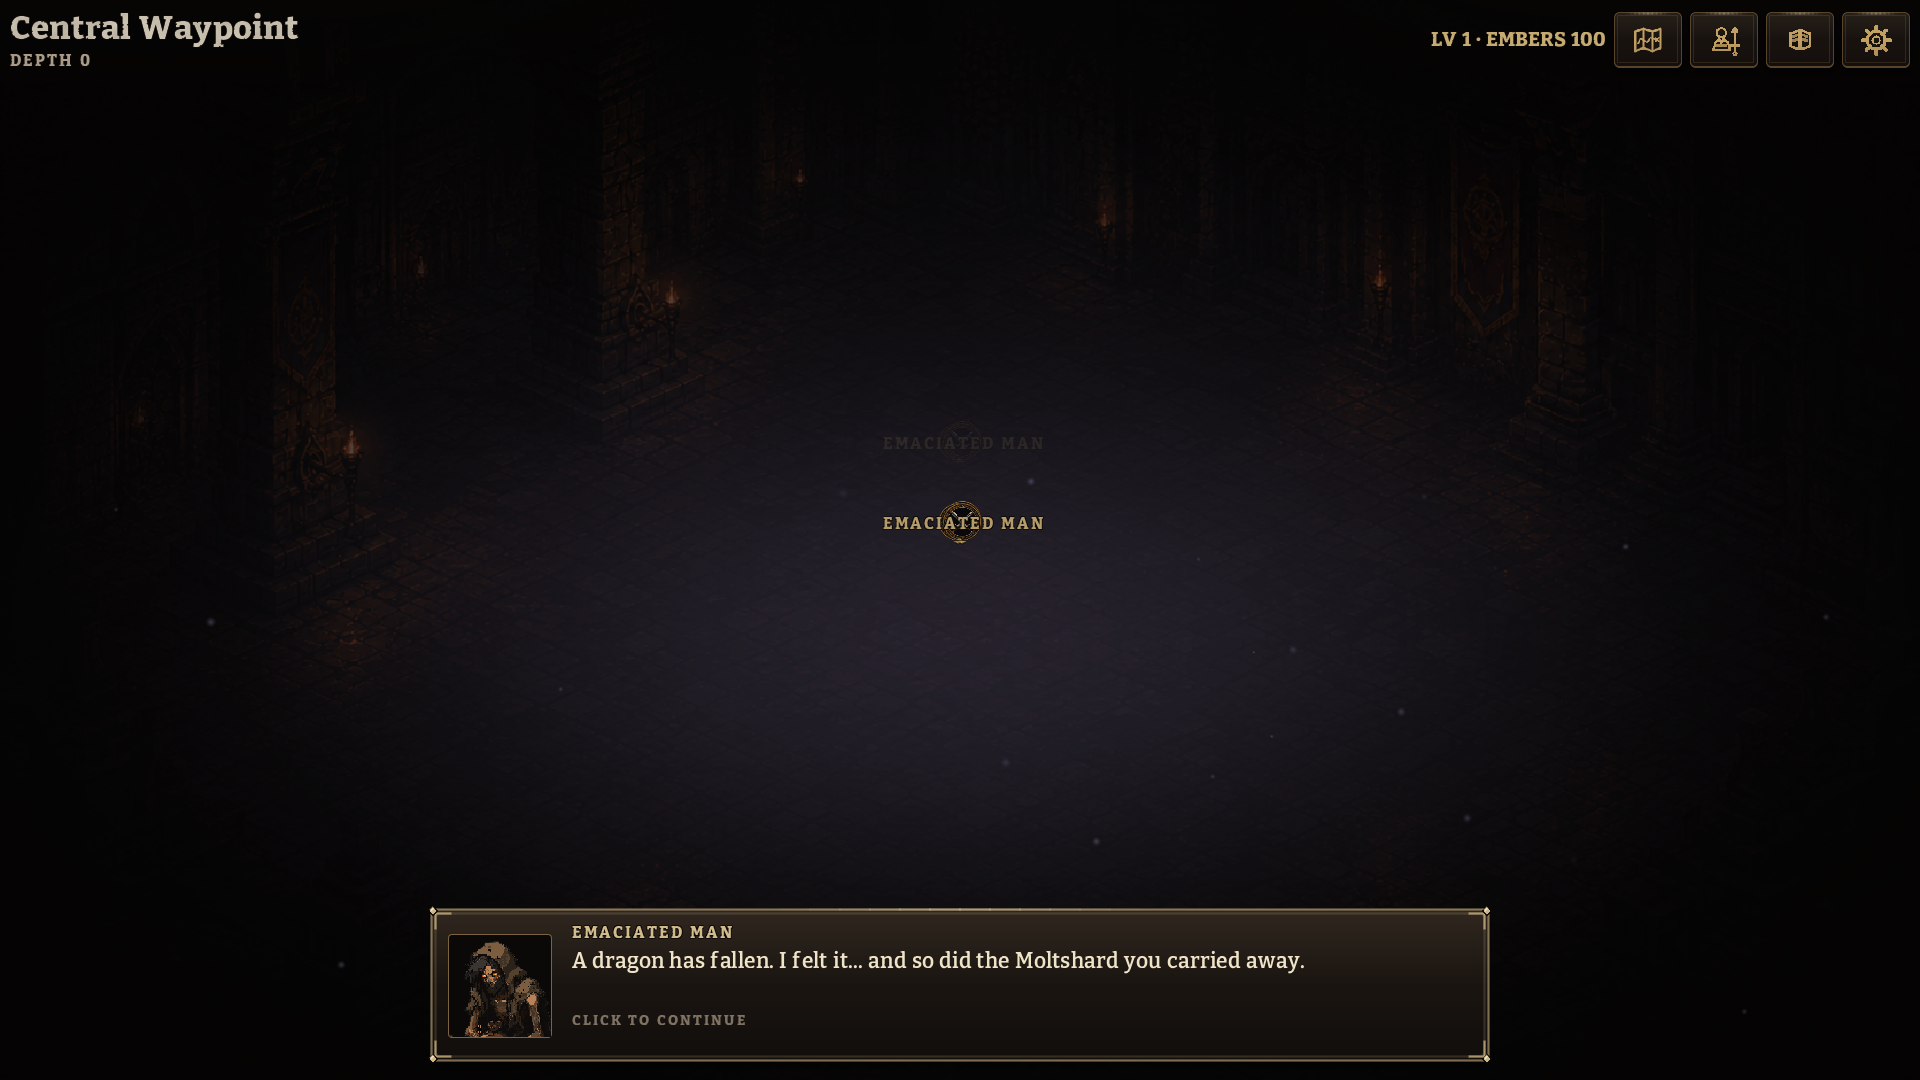 Central Waypoint
DEPTH 0
LV 1 · EMBERS 100
EMACIATED MAN
EMACIATED MAN
EMACIATED MAN
A dragon has fallen. I felt it... and so did the Moltshard you carried away.
CLICK TO CONTINUE